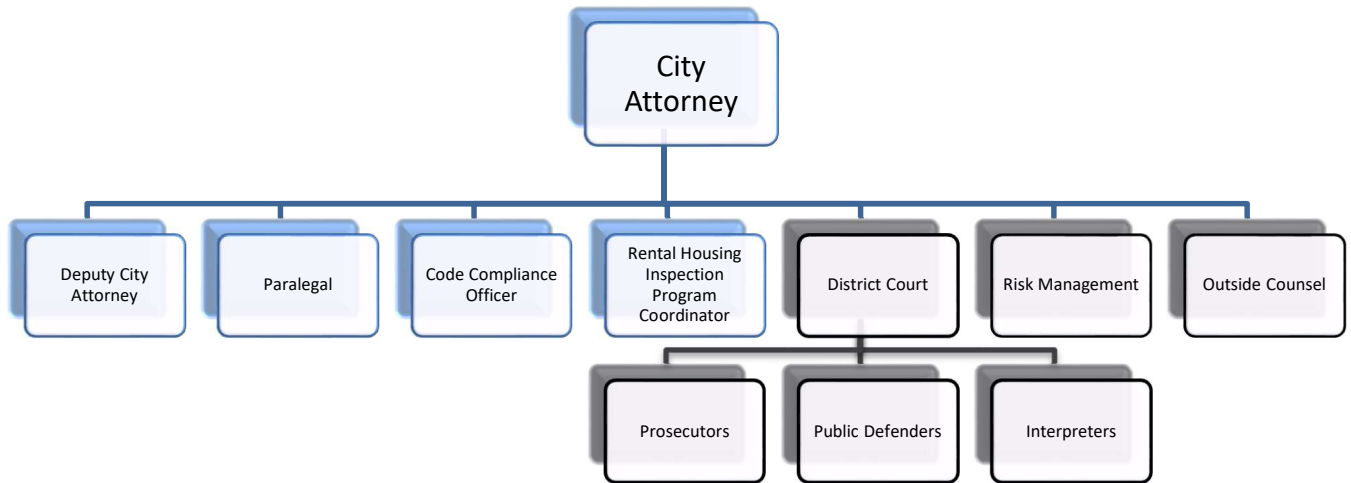 City
Attorney
Deputy City
Attorney
Paralegal
Code Compliance
Officer
Rental Housing
Inspection
Program
Coordinator
District Court
Risk Management
Outside Counsel
Prosecutors
Public Defenders
Interpreters